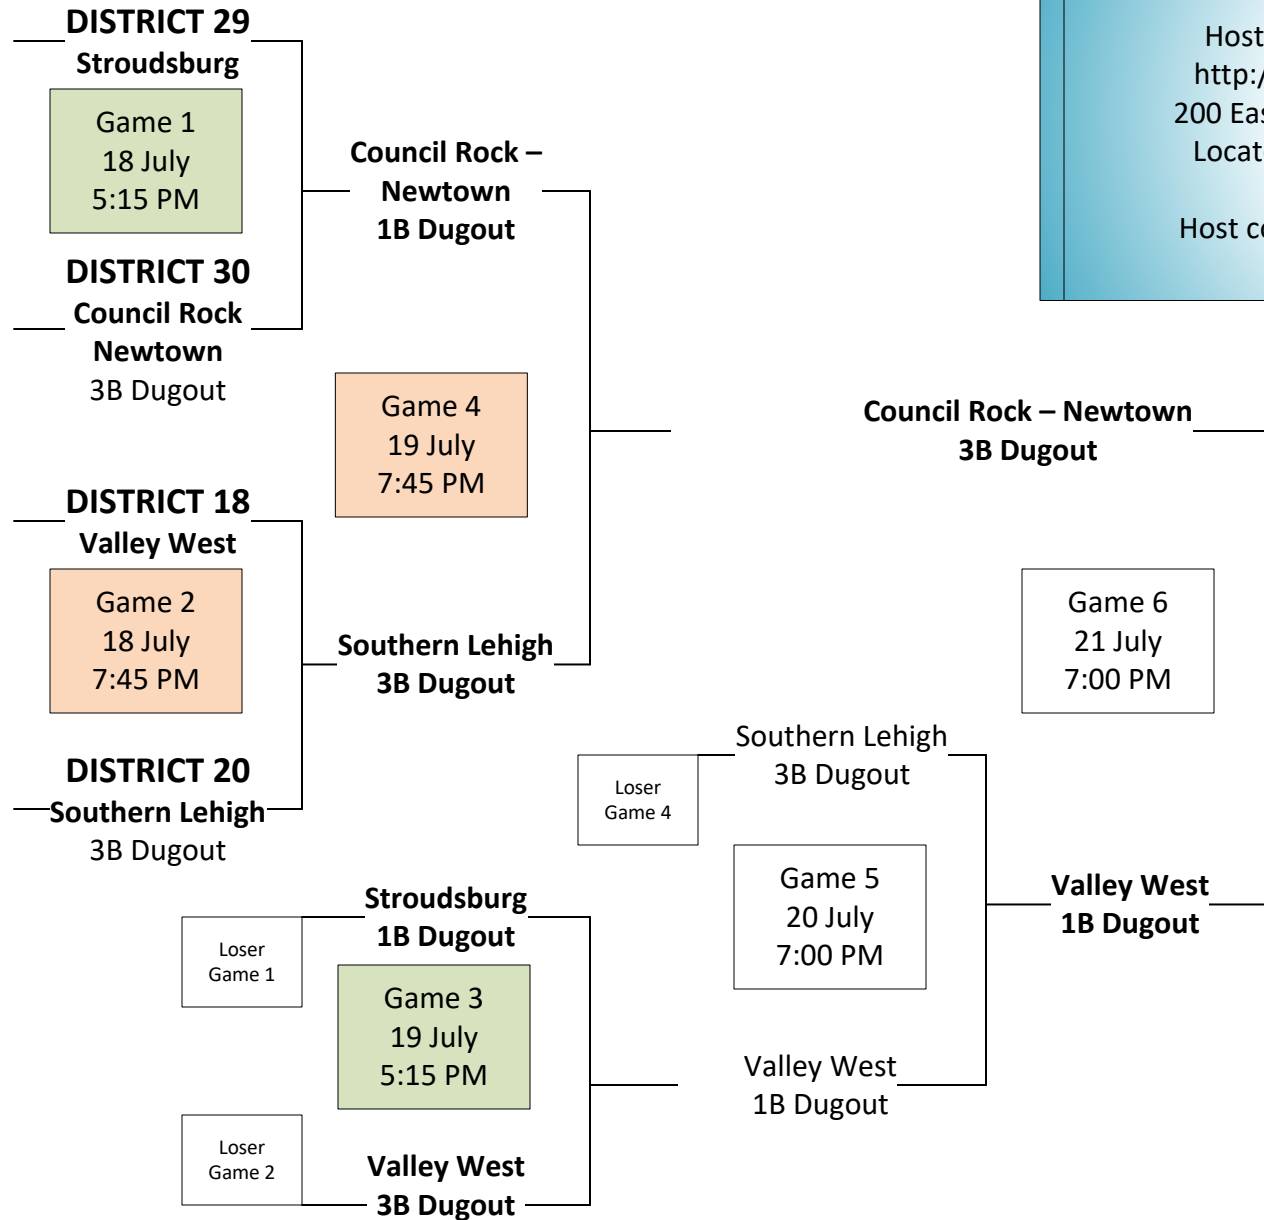 DISTRICT 29
Stroudsburg
Game 1
18 July
5:15 PM
DISTRICT 30
Council Rock
Newtown
3B Dugout
Council Rock –
Newtown
1B Dugout
Host
http:/
200 Eas
Locat
Host co
Game 4
19 July
7:45 PM
Council Rock – Newtown
3B Dugout
DISTRICT 18
Valley West
Game 2
18 July
7:45 PM
DISTRICT 20
Southern Lehigh
3B Dugout
Southern Lehigh
3B Dugout
Game 6
21 July
7:00 PM
Loser
Game 4
Southern Lehigh
3B Dugout
Game 5
20 July
7:00 PM
Valley West
1B Dugout
Valley West
1B Dugout
Loser
Game 1
Stroudsburg
1B Dugout
Game 3
19 July
5:15 PM
Loser
Game 2
Valley West
3B Dugout